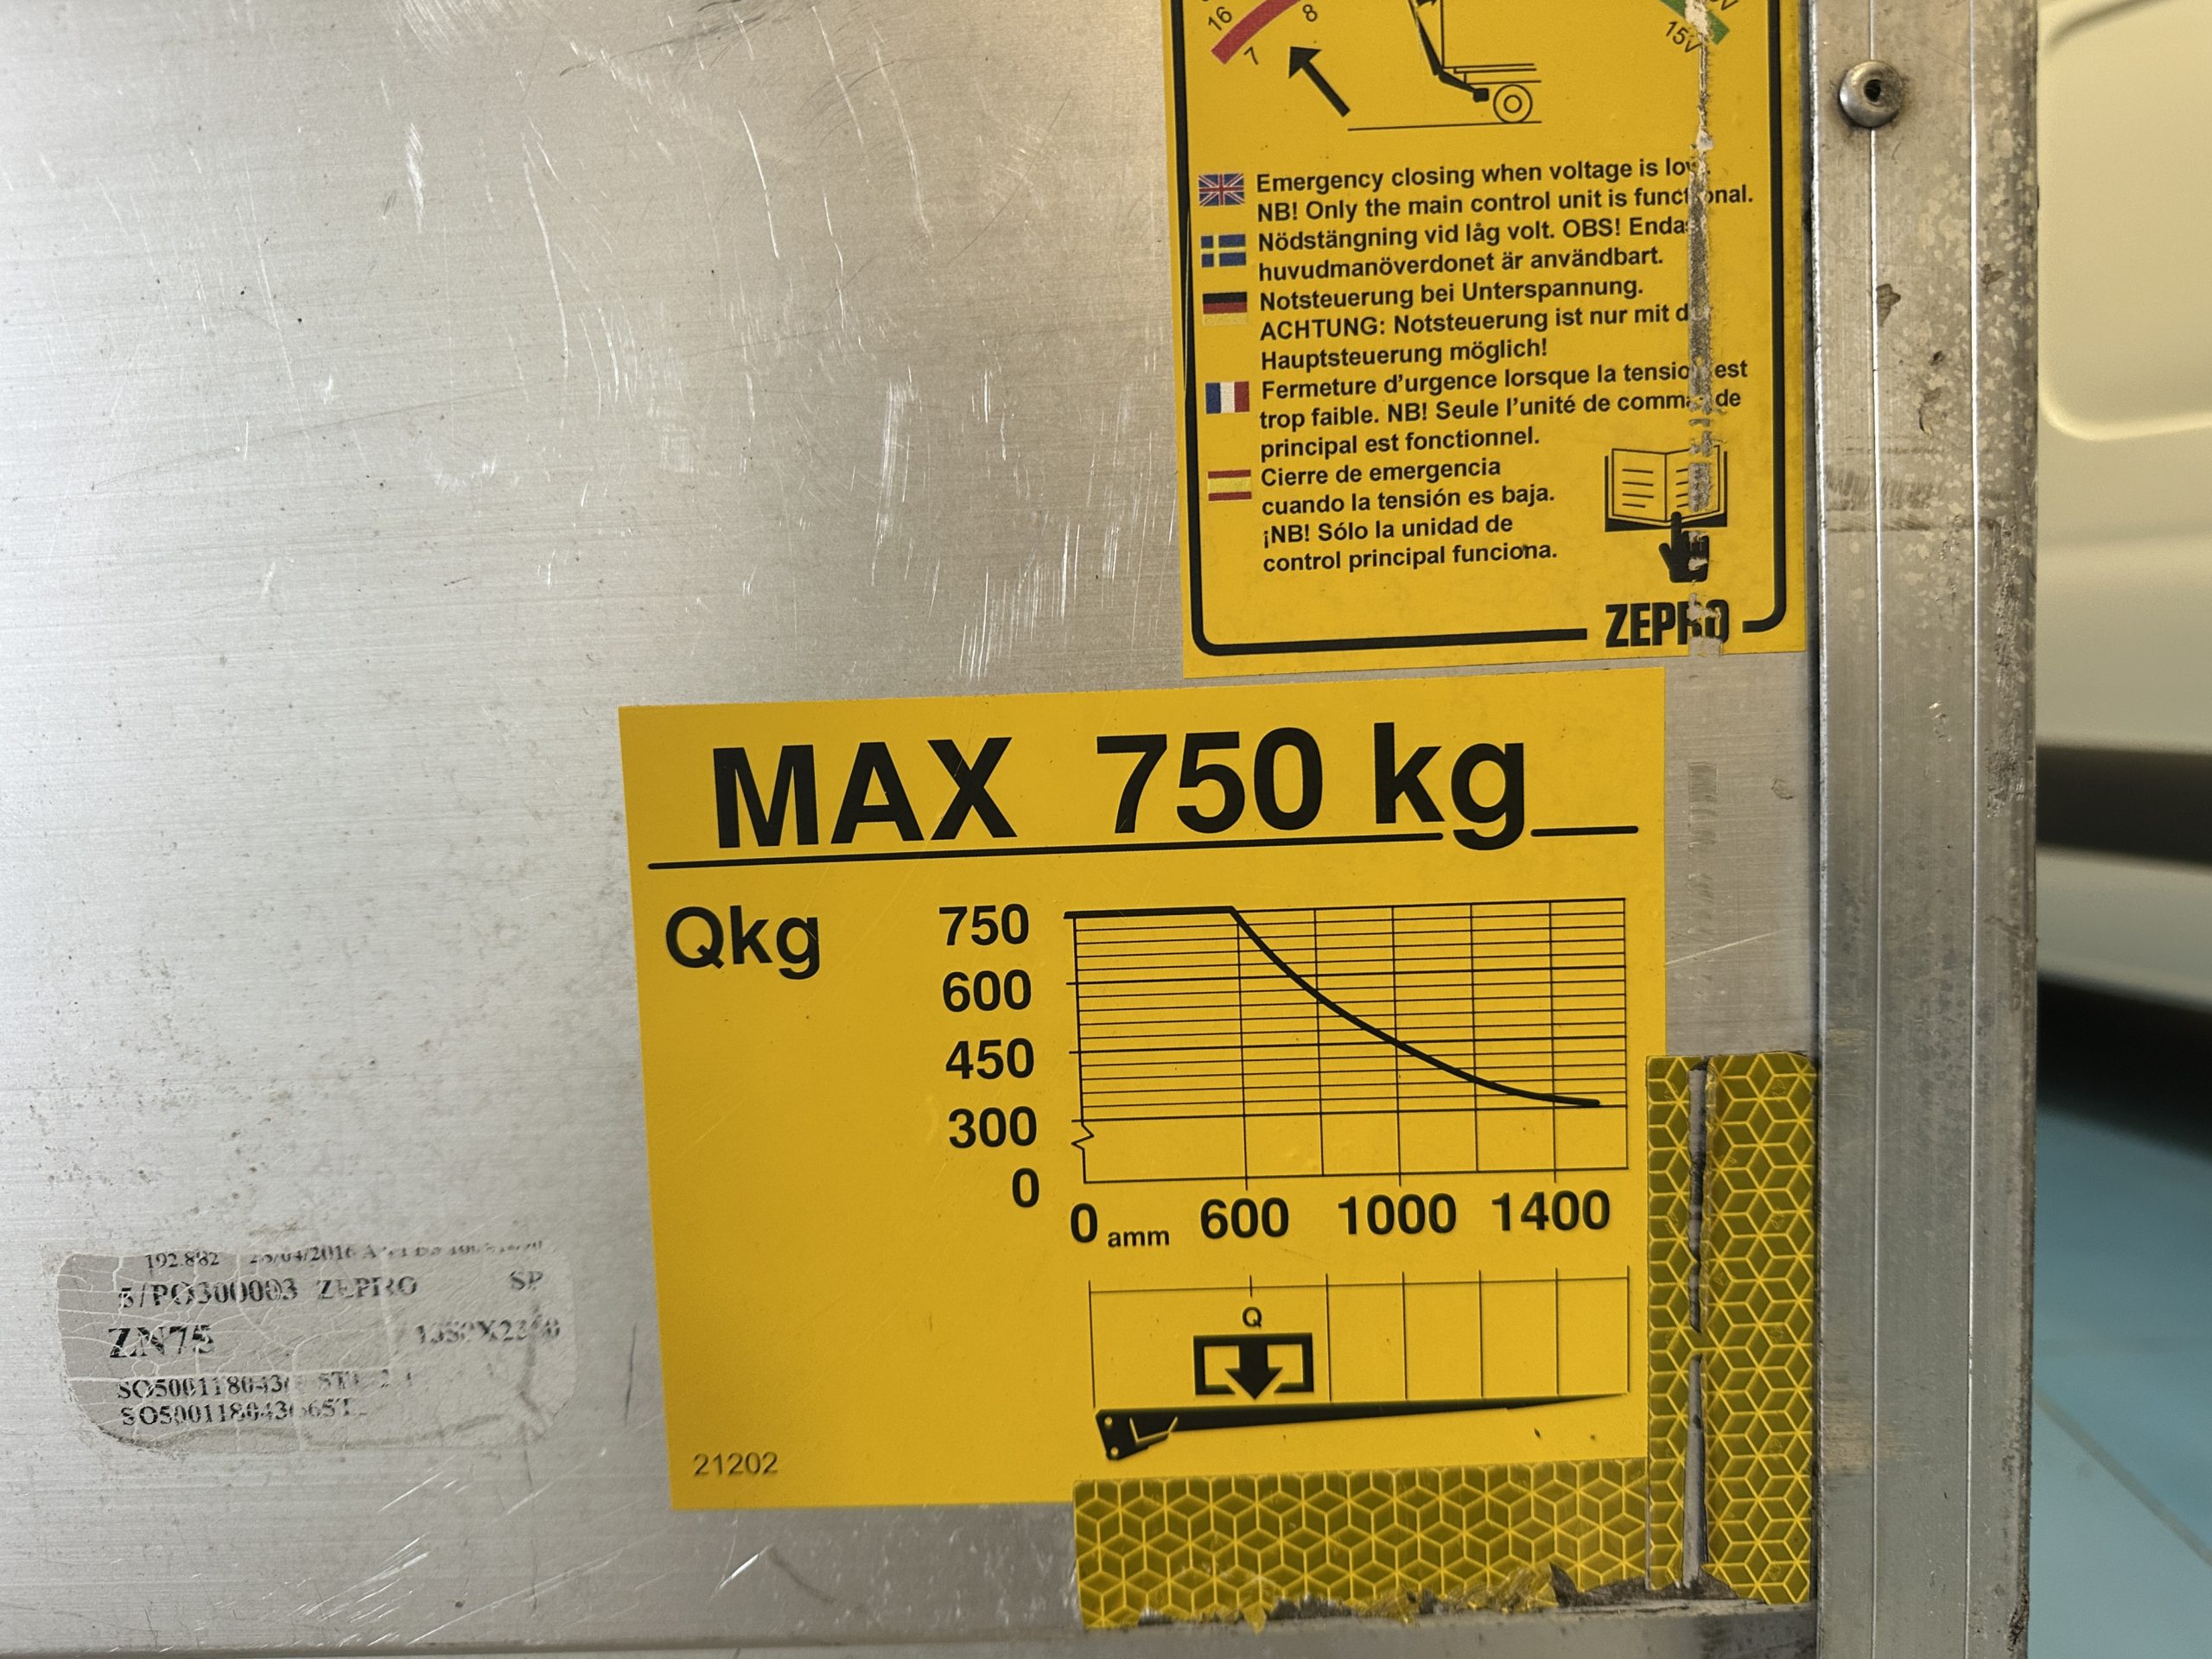 16 8
7
15V
Emergency closing when voltage is low.
NB! Only the main control unit is functional.
Nödstängning vid låg volt. OBS!
huvudmanöverdonet är användbart.
Notsteuerung bei Unterspannung.
ACHTUNG: Notsteuerung ist nur mit
Hauptsteuerung möglich!
Fermeture d'urgence lorsque la tension est
trop faible. NB! Seule l'unité de commande
principal est fonctionnel.
Cierre de emergencia
cuando la tensión es baja.
¡NB! Sólo la unidad de
control principal funciona.
ZEPRO
MAX 750 kg
Qkg
750
600
450
300
0
0 amm 600 1000 1400
Q
21202
192.882
5/PO300003 ZEPRO SP
ZN75